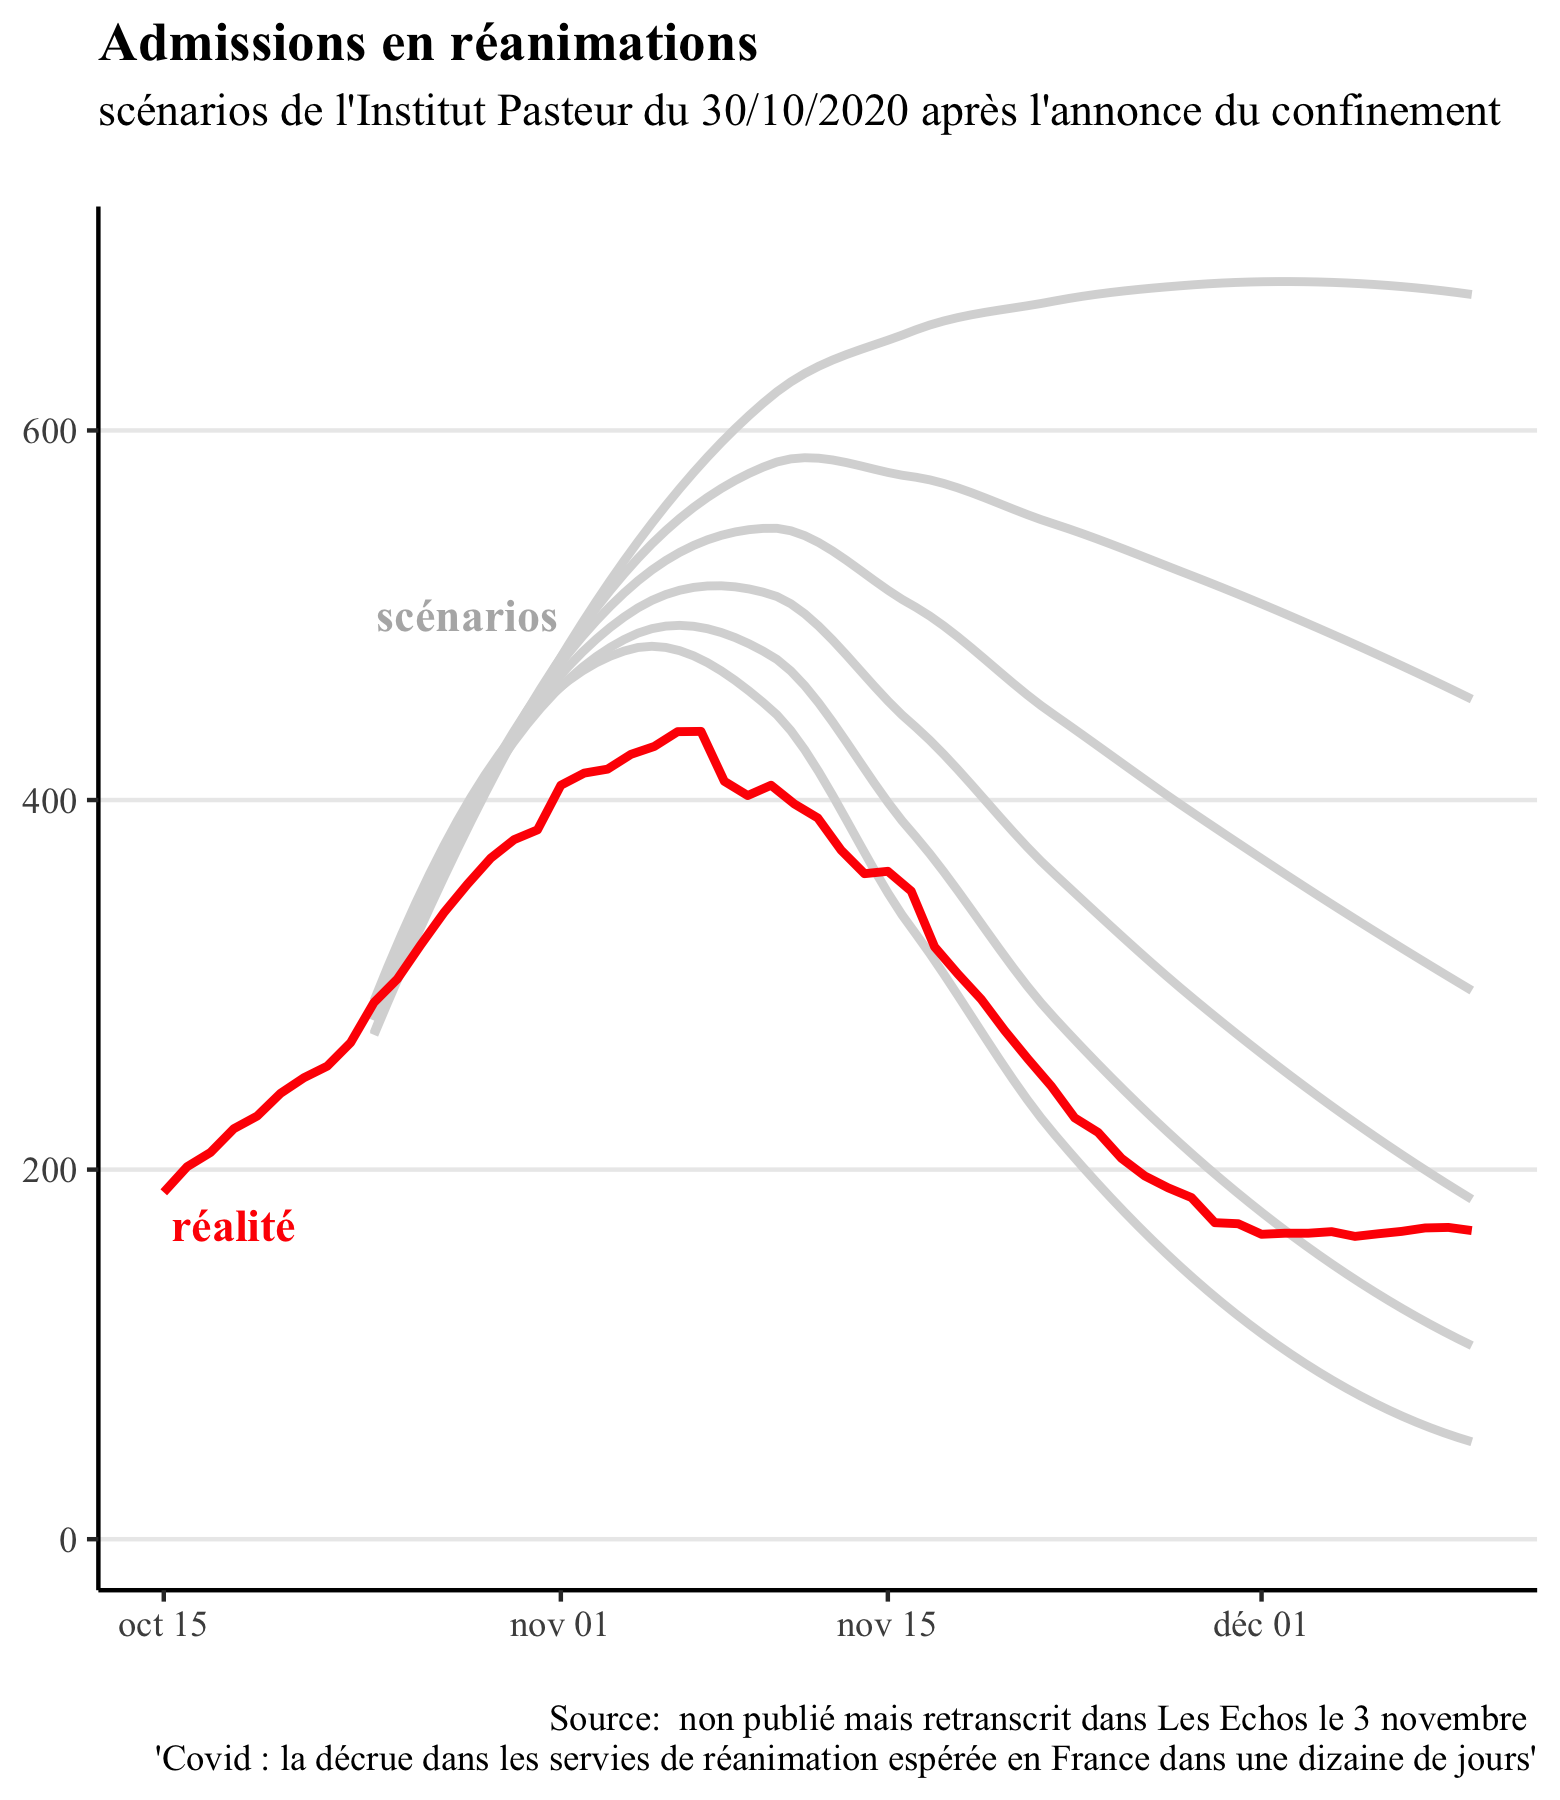 Admissions en réanimations
scénarios de l'Institut Pasteur du 30/10/2020 après l'annonce du confinement
600
scénarios
400
200
réalité
0
oct 15
nov 01
nov 15
déc 01
Source:  non publié mais retranscrit dans Les Echos le 3 novembre
'Covid : la décrue dans les servies de réanimation espérée en France dans une dizaine de jours'